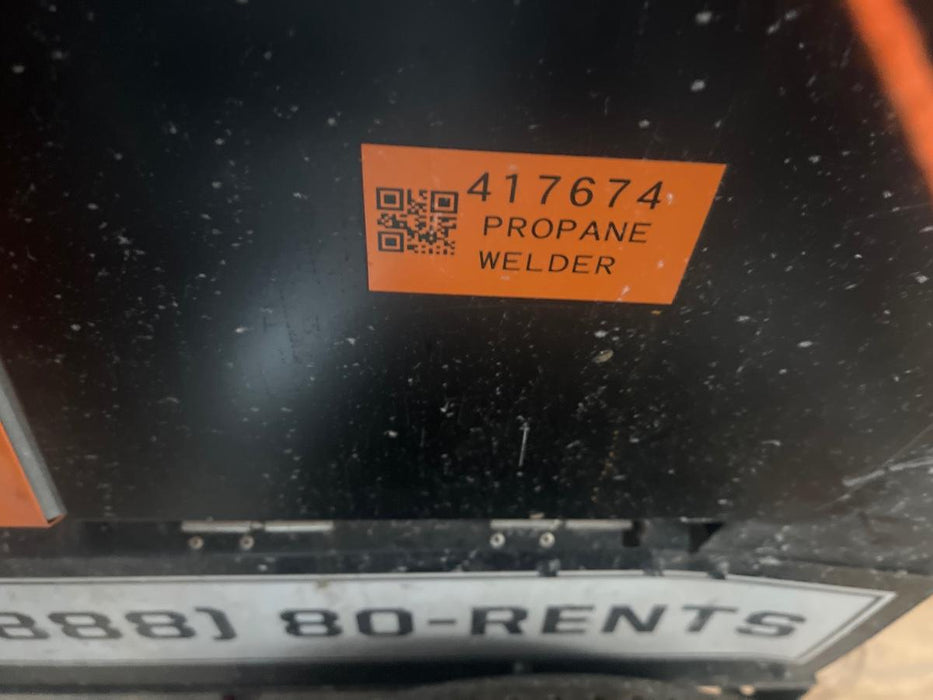 417674
PROPANE
WELDER
888) 80-RENTS